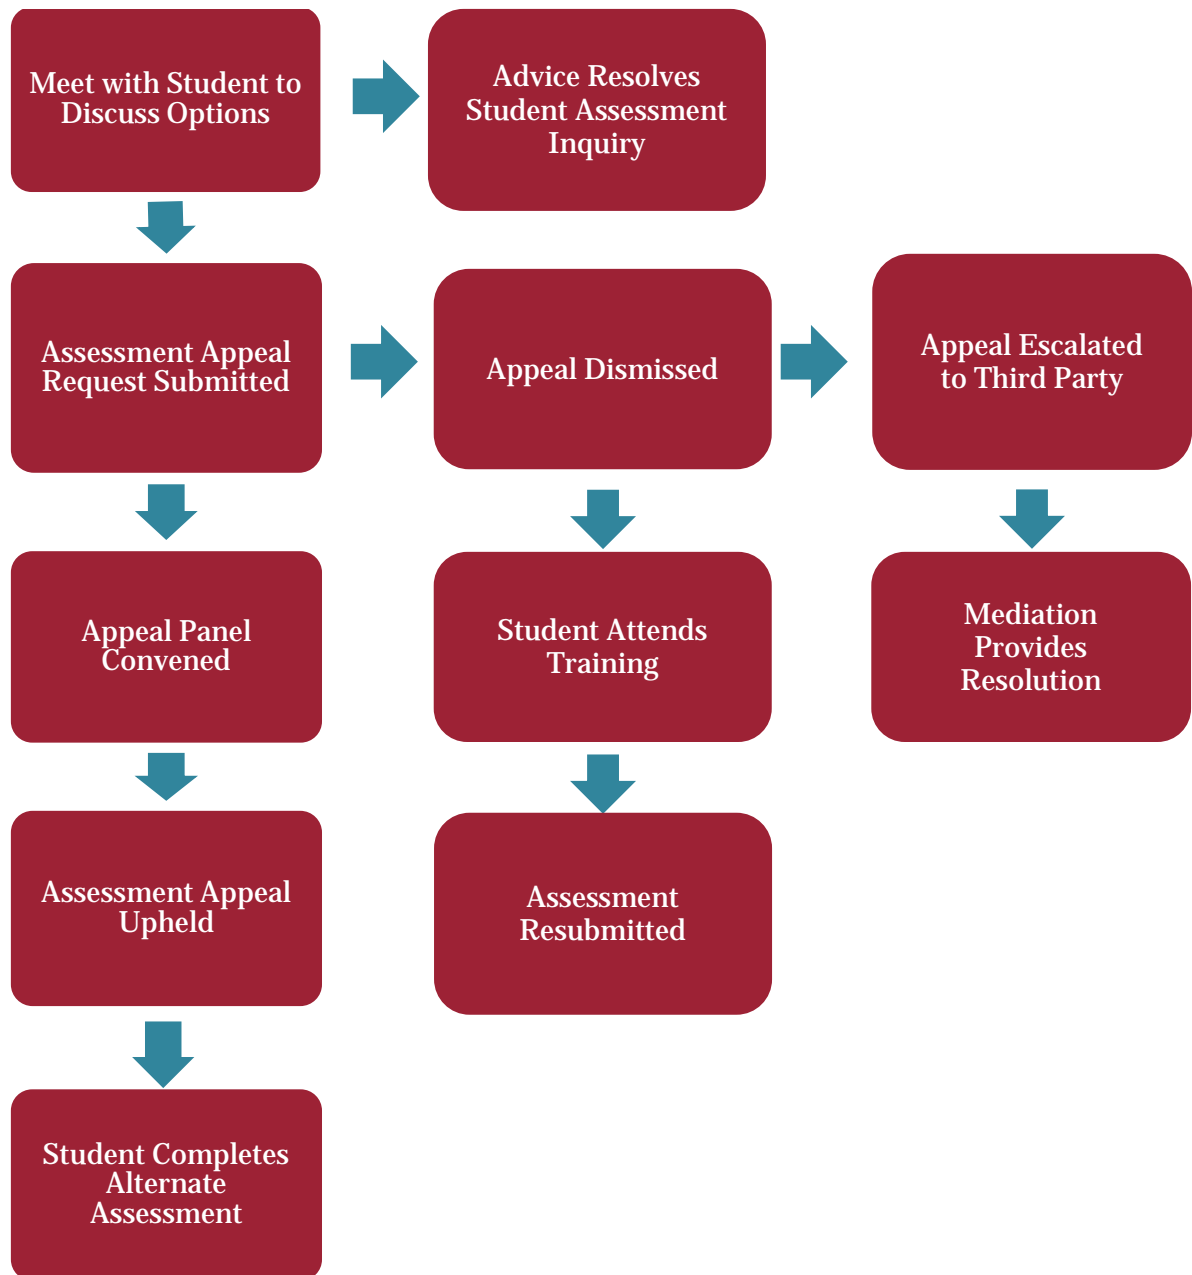 Meet with Student to
Discuss Options
Advice Resolves
Student Assessment
Inquiry
Assessment Appeal
Request Submitted
Appeal Dismissed
Appeal Escalated
to Third Party
Appeal Panel
Convened
Student Attends
Training
Mediation
Provides
Resolution
Assessment Appeal
Upheld
Assessment
Resubmitted
Student Completes
Alternate
Assessment